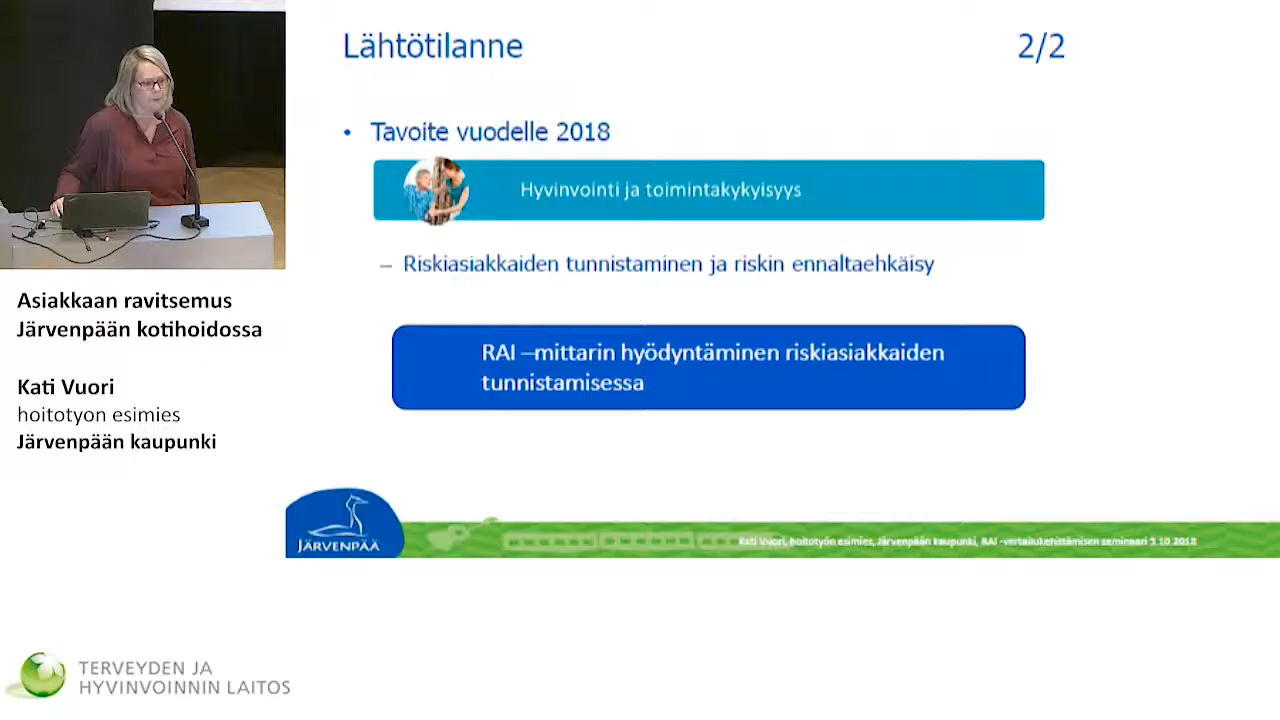 Lähtötilanne 2/2
• Tavoite vuodelle 2018
Hyvinvointi ja toimintakykyisyys
– Riskiasiakkaiden tunnistaminen ja riskin ennaltaehkäisy
RAI –mittarin hyödyntäminen riskiasiakkaiden
tunnistamisessa
Asiakkaan ravitsemus
Järvenpään kotihoidossa
Kati Vuori
hoitotyon esimies
Järvenpään kaupunki
JÄRVENPÄÄ
Kati Vuori, hoitotyön esimies, Järvenpään kaupunki, RAI -vertailukehittämisen seminaari 3.10.2018
TERVEYDEN JA
HYVINVOINNIN LAITOS